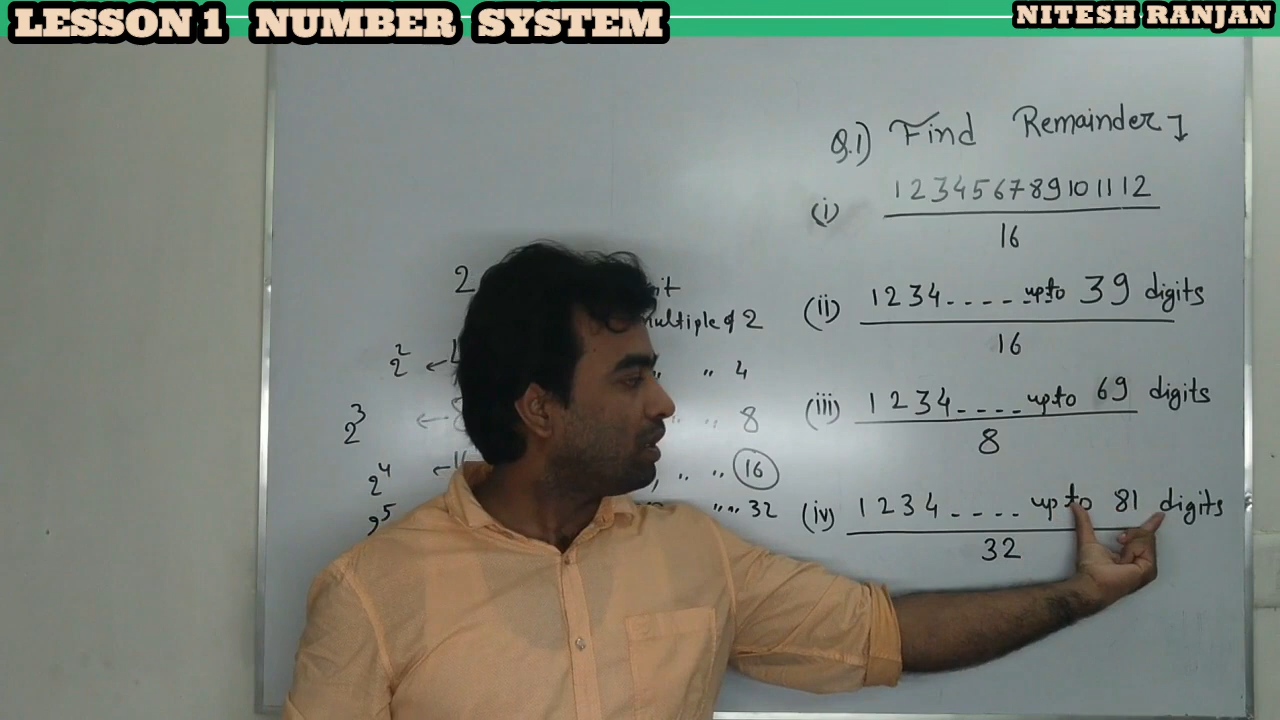 LESSON 1 NUMBER SYSTEM
NITESH RANJAN
Q.1) Find Remainder
(i) 123456789101112
16
(ii) 1234.....upto 39 digits
16
(iii) 1234....upto 69 digits
8
(iv) 1234....upto 81 digits
32
2
multiple of 2
2² ← " 4
2³ ← 8 " " 8
2⁴ ← " " 16
2⁵ " " 32